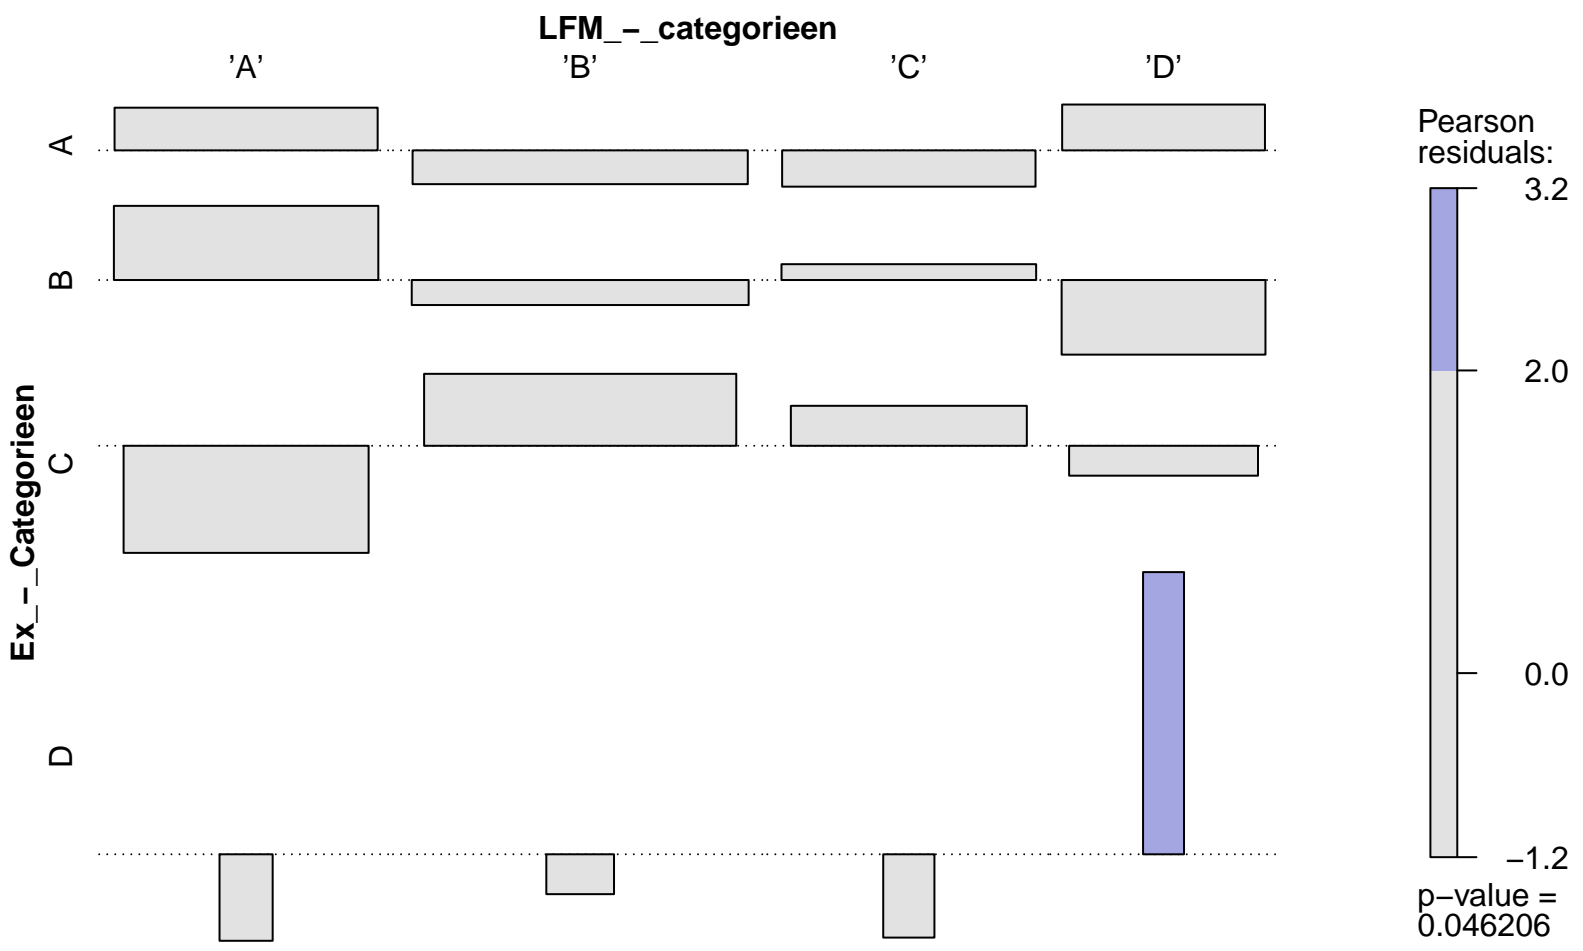 LFM_−_categorieen
’A’ ’B’ ’C’ ’D’
Ex_−_Categorieen
A
B
C
D
Pearson
residuals:
3.2
2.0
0.0
−1.2
p−value =
0.046206